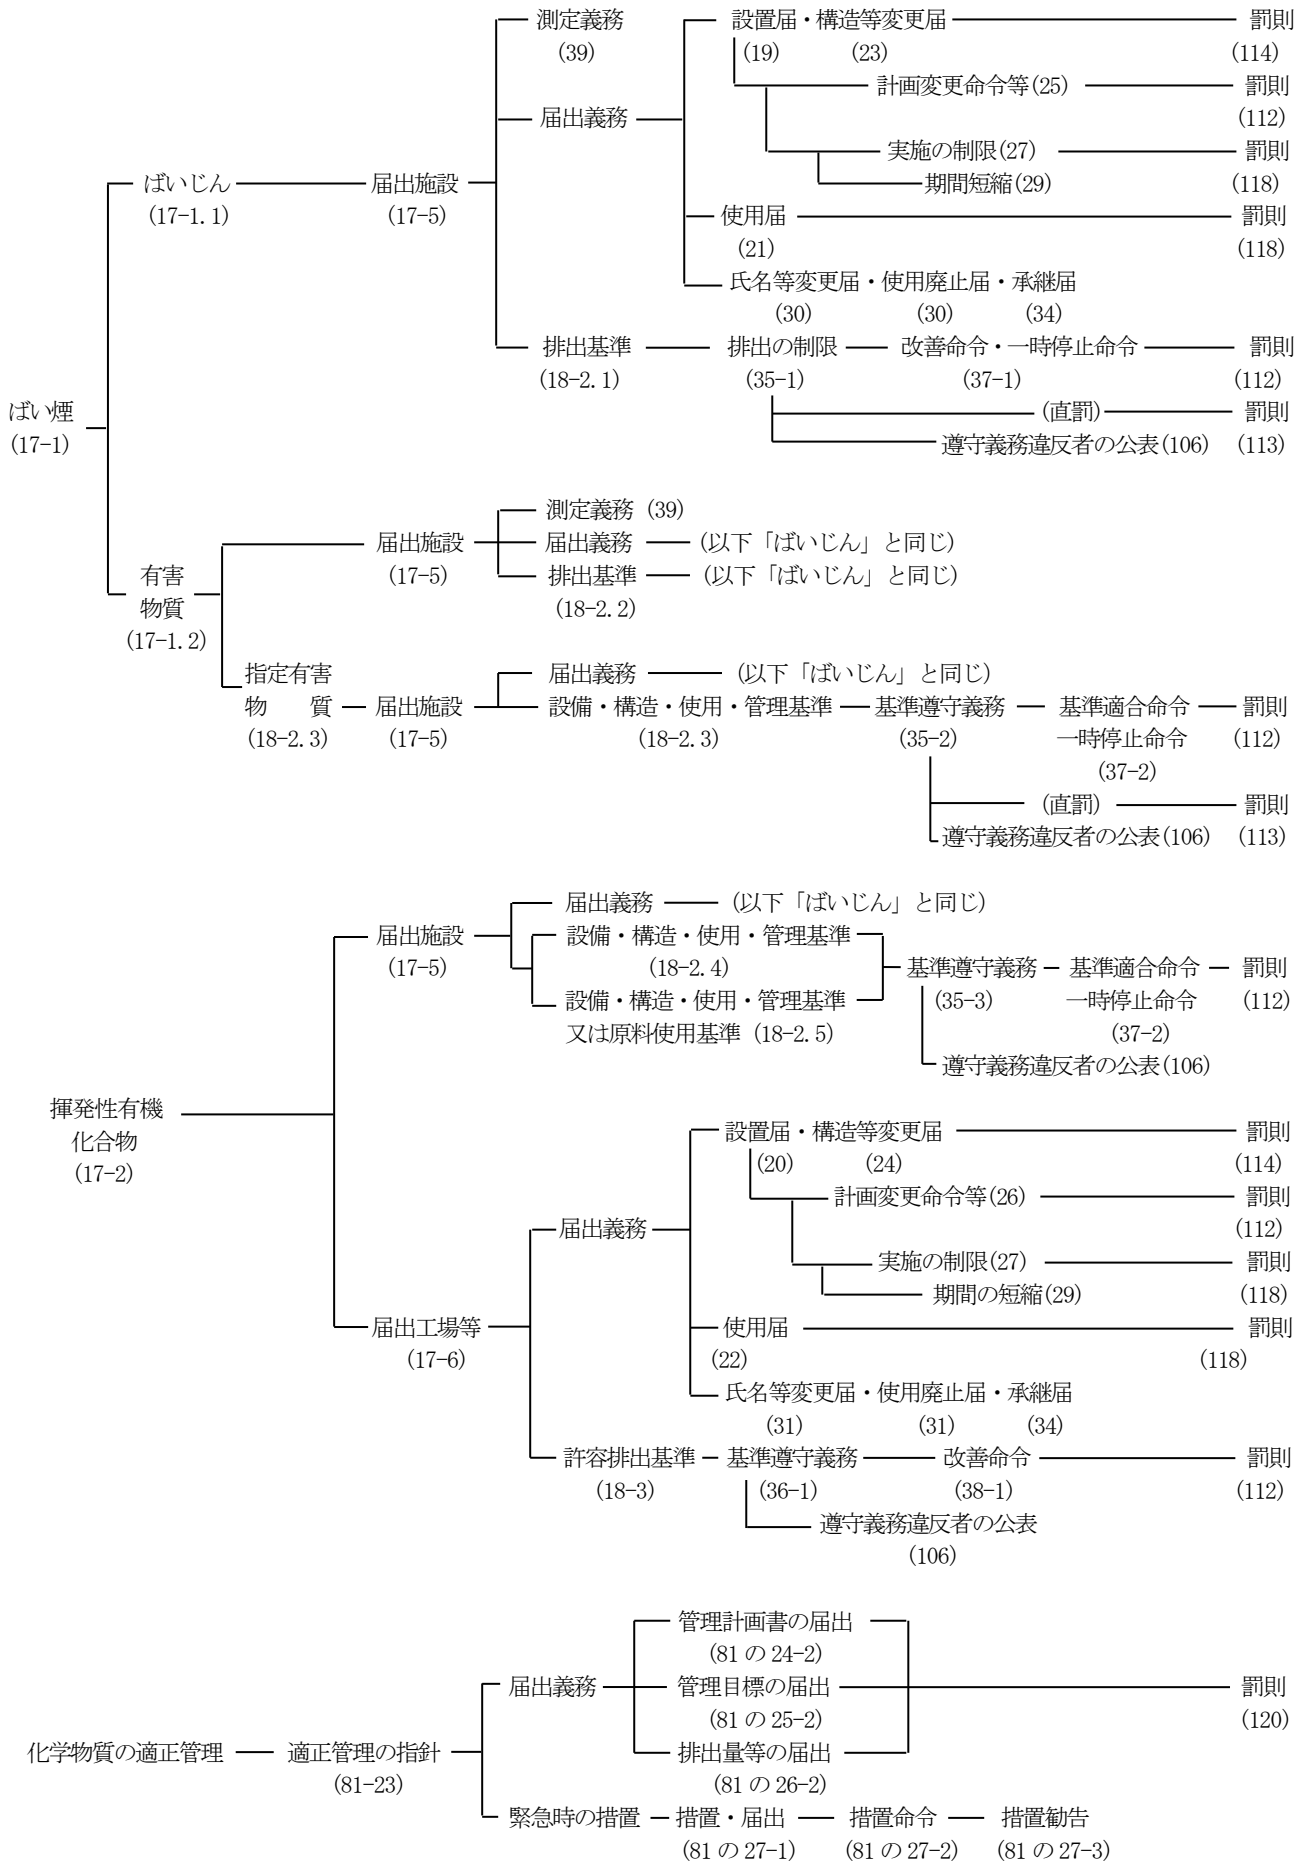 測定義務 設置届・構造等変更届 罰則
(39) (19) (23) (114)
計画変更命令等(25) 罰則
届出義務 (112)
実施の制限(27) 罰則
ばいじん 届出施設 期間短縮(29) (118)
(17-1.1) (17-5) 使用届 罰則
(21) (118)
氏名等変更届・使用廃止届・承継届
(30) (30) (34)
排出基準 排出の制限 改善命令・一時停止命令 罰則
(18-2.1) (35-1) (37-1) (112)
ばい煙 (直罰) 罰則
(17-1) 遵守義務違反者の公表(106) (113)
測定義務 (39)
届出施設 届出義務 (以下「ばいじん」と同じ)
有害 (17-5) 排出基準 (以下「ばいじん」と同じ)
物質 (18-2.2)
(17-1.2)
指定有害 届出義務 (以下「ばいじん」と同じ)
物 質 届出施設 設備・構造・使用・管理基準 基準遵守義務 基準適合命令 罰則
(18-2.3) (17-5) (18-2.3) (35-2) 一時停止命令 (112)
(37-2)
(直罰) 罰則
遵守義務違反者の公表(106) (113)
届出義務 (以下「ばいじん」と同じ)
届出施設 設備・構造・使用・管理基準
(17-5) (18-2.4) 基準遵守義務 基準適合命令 罰則
設備・構造・使用・管理基準 (35-3) 一時停止命令 (112)
又は原料使用基準 (18-2.5) (37-2)
遵守義務違反者の公表(106)
揮発性有機
化合物 設置届・構造等変更届 罰則
(17-2) (20) (24) (114)
計画変更命令等(26) 罰則
届出義務 (112)
実施の制限(27) 罰則
期間の短縮(29) (118)
届出工場等 使用届 罰則
(17-6) (22) (118)
氏名等変更届・使用廃止届・承継届
(31) (31) (34)
許容排出基準 基準遵守義務 改善命令 罰則
(18-3) (36-1) (38-1) (112)
遵守義務違反者の公表
(106)
管理計画書の届出
(81 の 24-2)
届出義務 管理目標の届出 罰則
(81 の 25-2) (120)
化学物質の適正管理 適正管理の指針 排出量等の届出
(81-23) (81 の 26-2)
緊急時の措置 措置・届出 措置命令 措置勧告
(81 の 27-1) (81 の 27-2) (81 の 27-3)